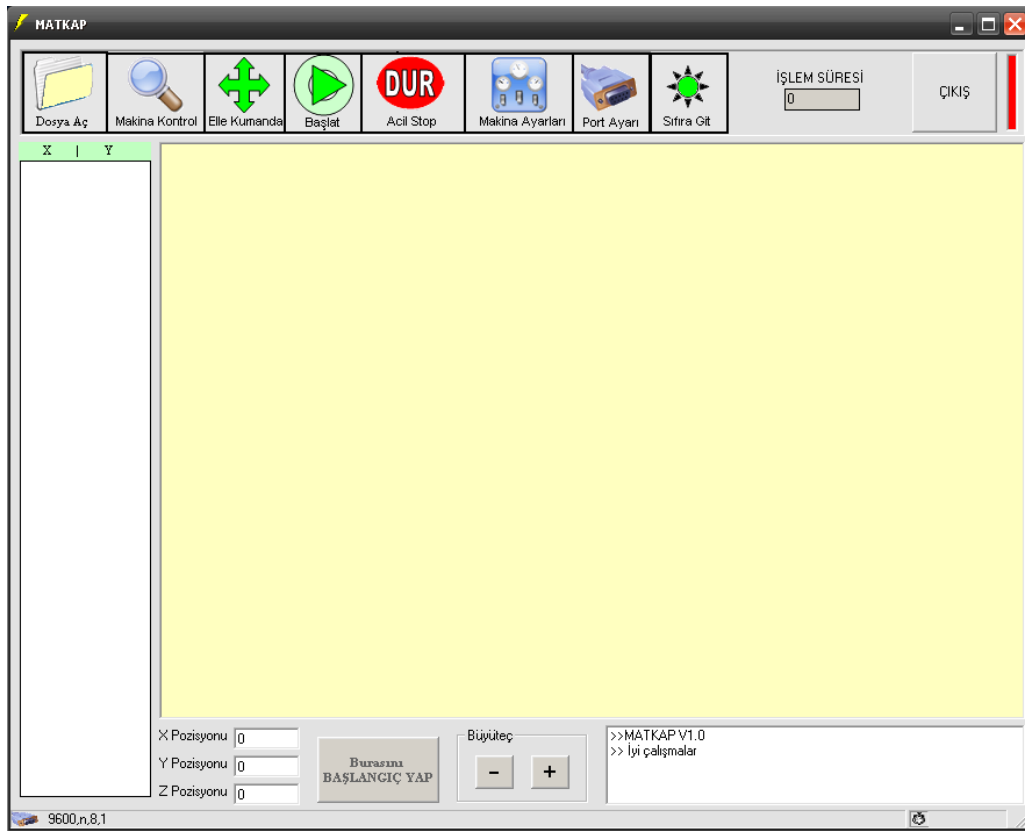 MATKAP
Dosya Aç
Makina Kontrol
Elle Kumanda
Başlat
DUR
Acil Stop
Makina Ayarları
Port Ayarı
Sıfıra Git
İŞLEM SÜRESİ
0
ÇIKIŞ
X | Y
X Pozisyonu 0
Y Pozisyonu 0
Z Pozisyonu 0
Burasını
BAŞLANGIÇ YAP
Büyüteç
- +
>>MATKAP V1.0
>> İyi çalışmalar
9600,n,8,1